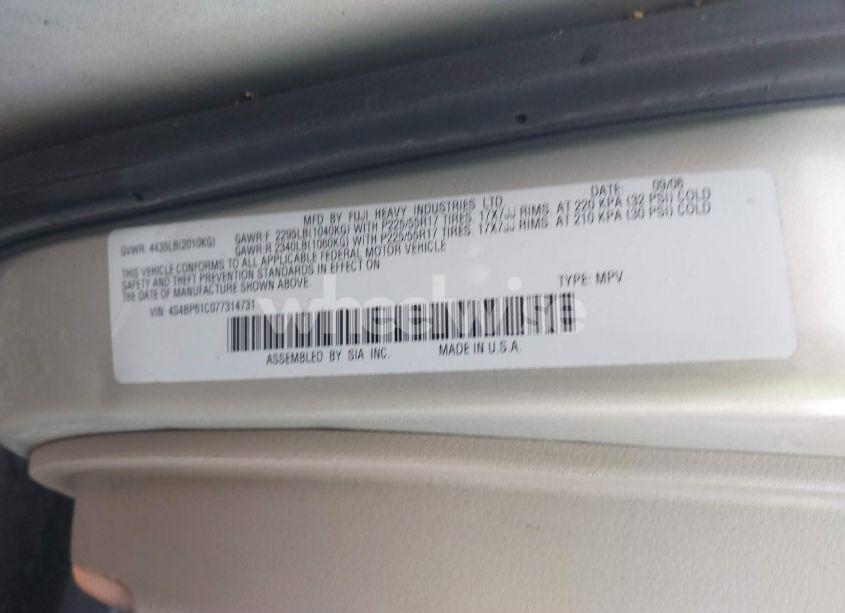 MFD BY FUJI HEAVY INDUSTRIES LTD. DATE: 09/06
GVWR: 4435LB(2010KG) GAWR:F 2295LB(1040KG) WITH P225/55R17 TIRES. 17X7JJ RIMS. AT 220 KPA (32 PSI) COLD
GAWR:R 2340LB(1060KG) WITH P225/55R17 TIRES. 17X7JJ RIMS. AT 210 KPA (30 PSI) COLD
THIS VEHICLE CONFORMS TO ALL APPLICABLE FEDERAL MOTOR VEHICLE
SAFETY AND THEFT PREVENTION STANDARDS IN EFFECT ON
THE DATE OF MANUFACTURE SHOWN ABOVE.
VIN: 4S4BP61C077314731 TYPE: MPV
wheelwise
ASSEMBLED BY SIA INC. MADE IN U.S.A.